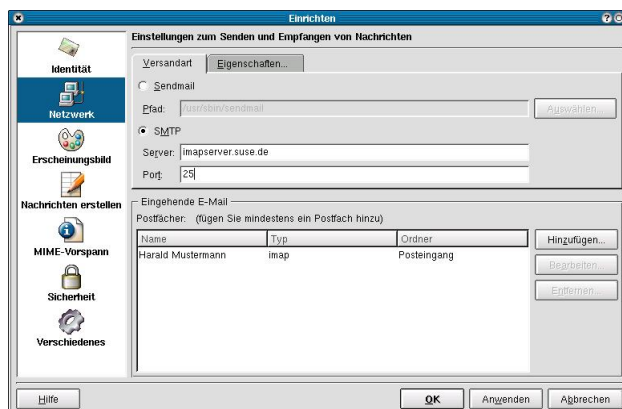 Einrichten
Identität
Netzwerk
Erscheinungsbild
Nachrichten erstellen
MIME-Vorspann
Sicherheit
Verschiedenes
Einstellungen zum Senden und Empfangen von Nachrichten
Versandart Eigenschaften...
Sendmail
Pfad: /usr/sbin/sendmail Auswählen...
SMTP
Server: imapserver.suse.de
Port: 25
Eingehende E-Mail
Postfächer: (fügen Sie mindestens ein Postfach hinzu)
Name Typ Ordner
Harald Mustermann imap Posteingang
Hinzufügen...
Bearbeiten...
Entfernen...
Hilfe OK Anwenden Abbrechen